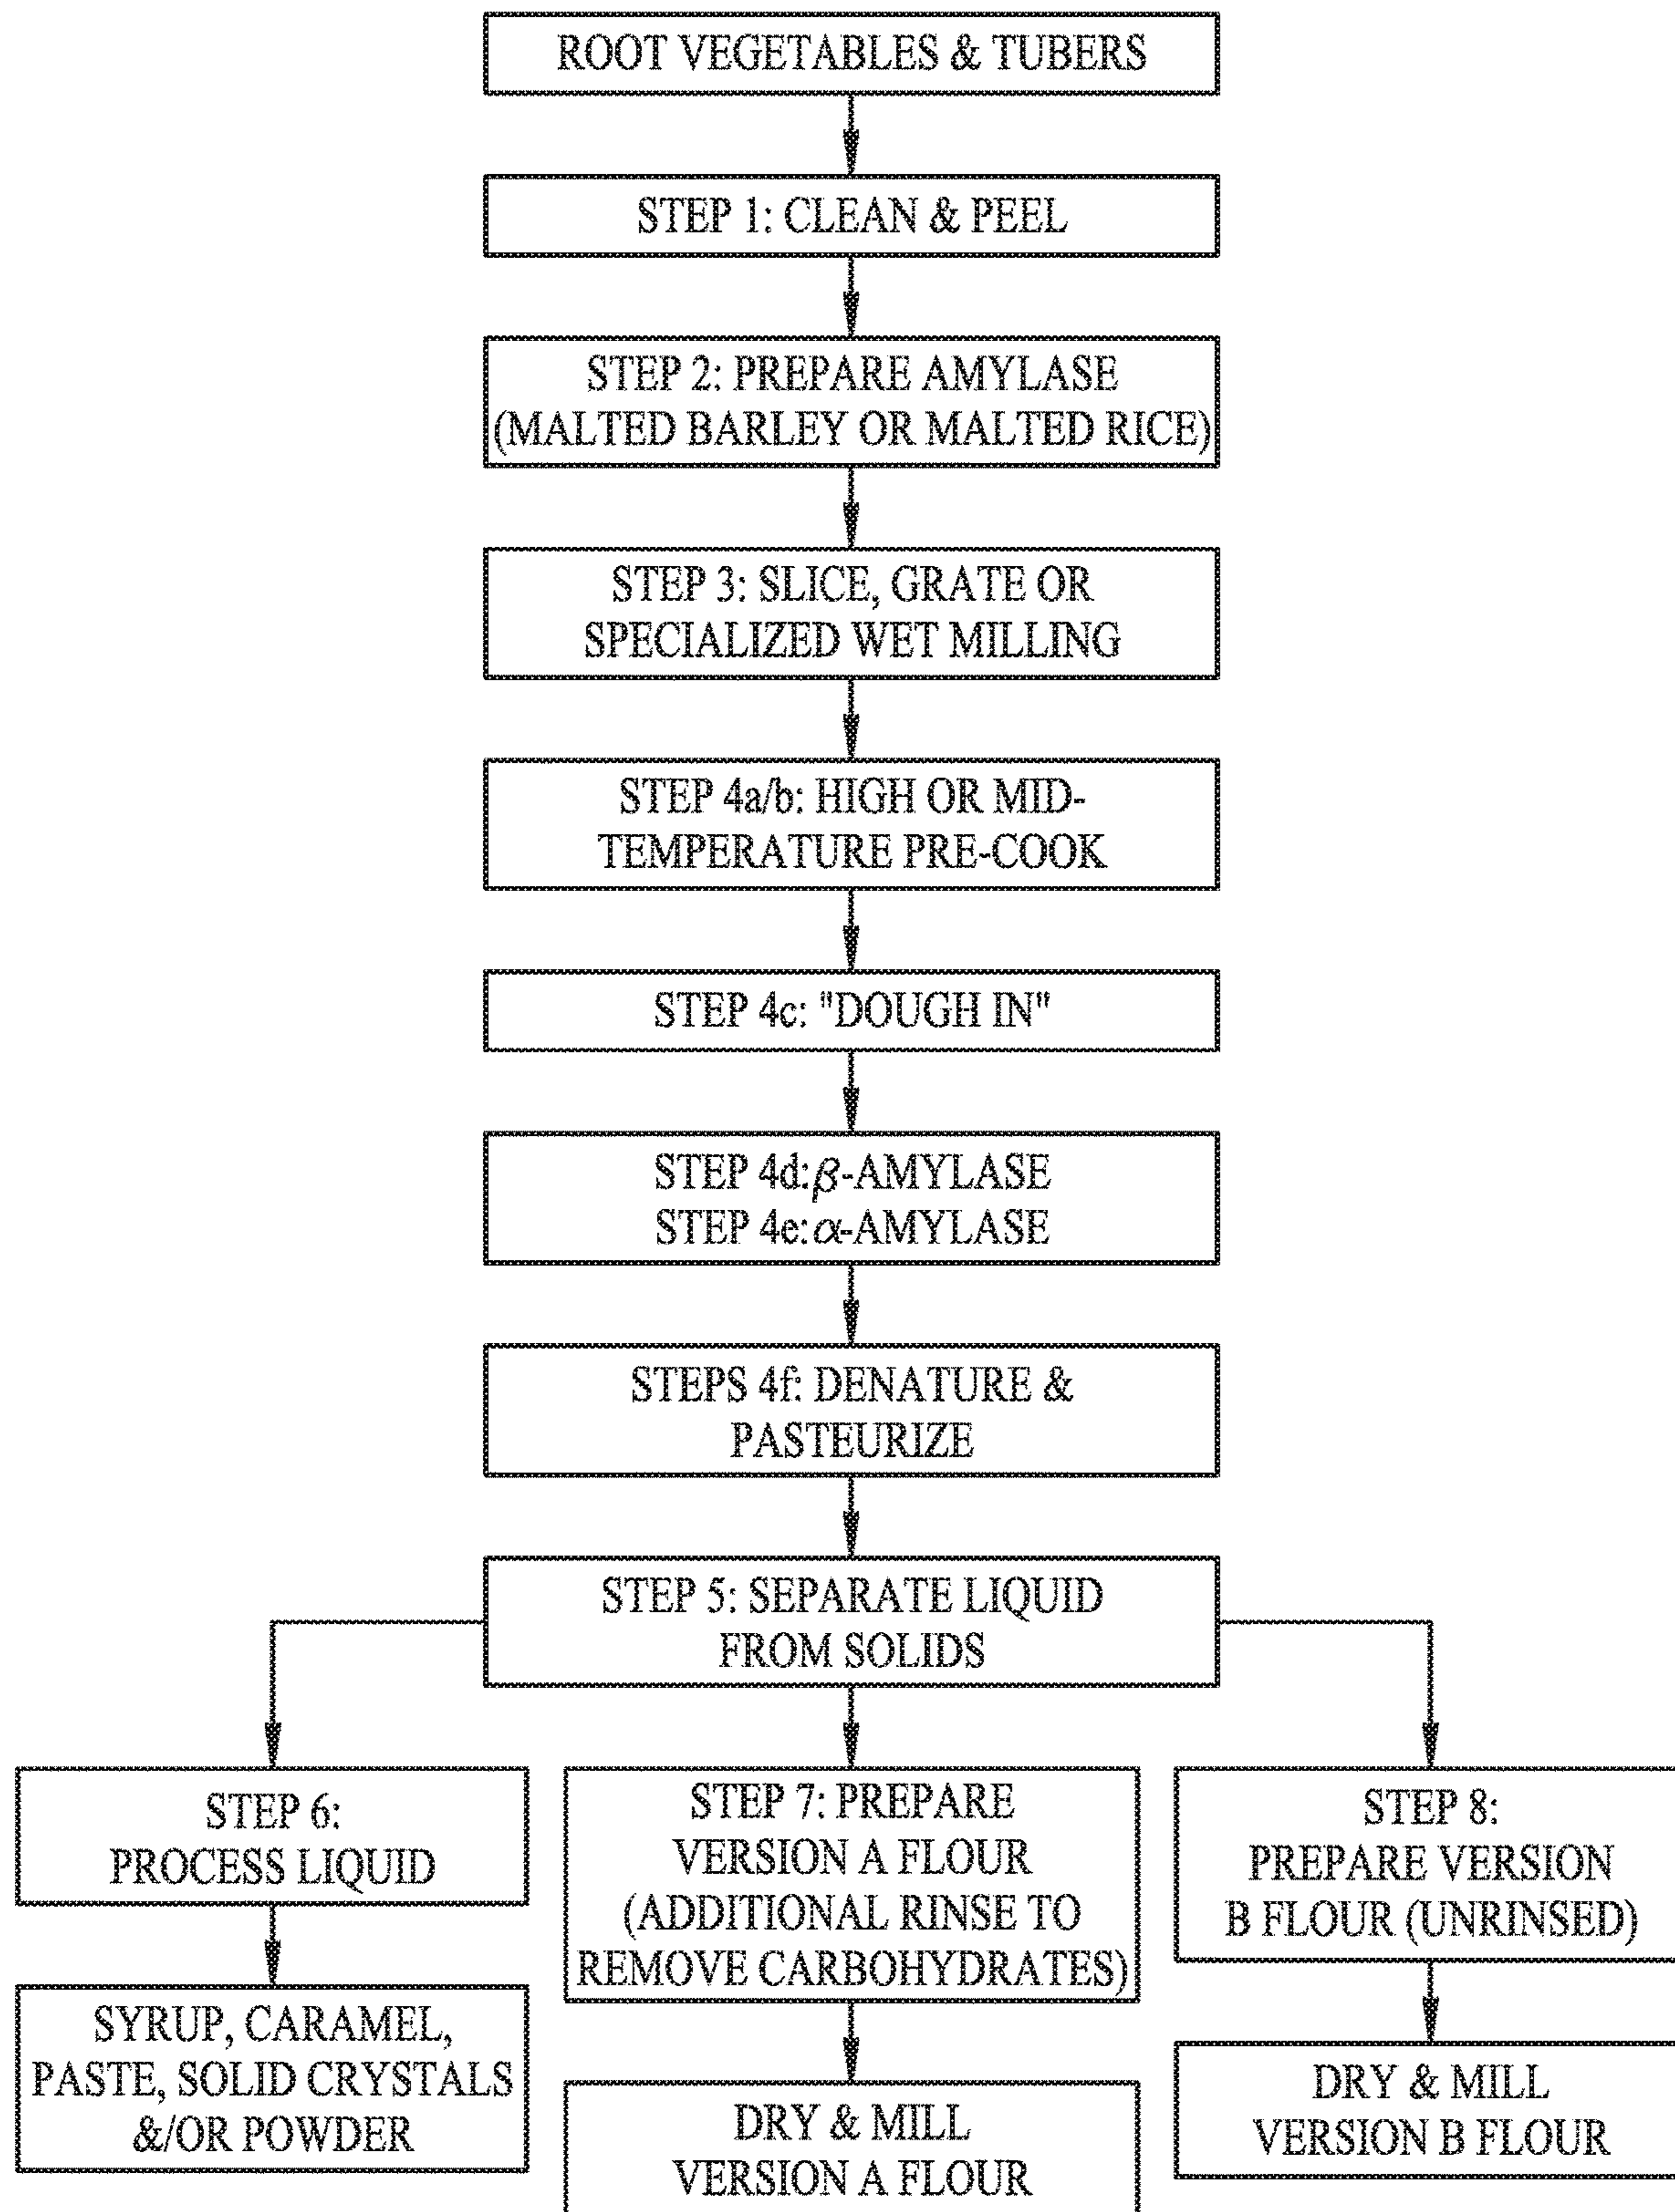 ROOT VEGETABLES & TUBERS
STEP 1: CLEAN & PEEL
STEP 2: PREPARE AMYLASE
(MALTED BARLEY OR MALTED RICE)
STEP 3: SLICE, GRATE OR
SPECIALIZED WET MILLING
STEP 4a/b: HIGH OR MID-
TEMPERATURE PRE-COOK
STEP 4c: "DOUGH IN"
STEP 4d:β-AMYLASE
STEP 4e:α-AMYLASE
STEPS 4f: DENATURE &
PASTEURIZE
STEP 5: SEPARATE LIQUID
FROM SOLIDS
STEP 6:
PROCESS LIQUID
SYRUP, CARAMEL,
PASTE, SOLID CRYSTALS
&/OR POWDER
STEP 7: PREPARE
VERSION A FLOUR
(ADDITIONAL RINSE TO
REMOVE CARBOHYDRATES)
DRY & MILL
VERSION A FLOUR
STEP 8:
PREPARE VERSION
B FLOUR (UNRINSED)
DRY & MILL
VERSION B FLOUR